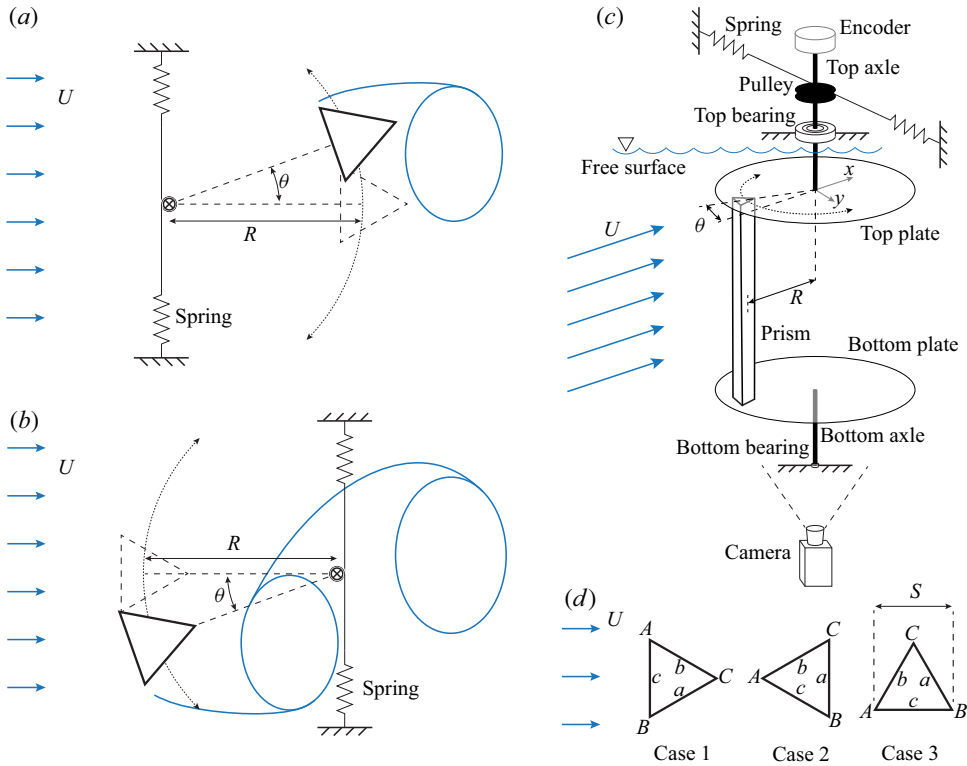 (a)
U
θ
R
Spring
(b)
U
R
θ
Spring
(c)
Spring
Encoder
Top axle
Pulley
Top bearing
Free surface
x
y
θ
Top plate
U
R
Prism
Bottom plate
Bottom bearing
Bottom axle
Camera
(d)
U
A
b
c
C
a
B
Case 1
C
b
A
a
c
B
Case 2
S
C
b
a
A
c
B
Case 3